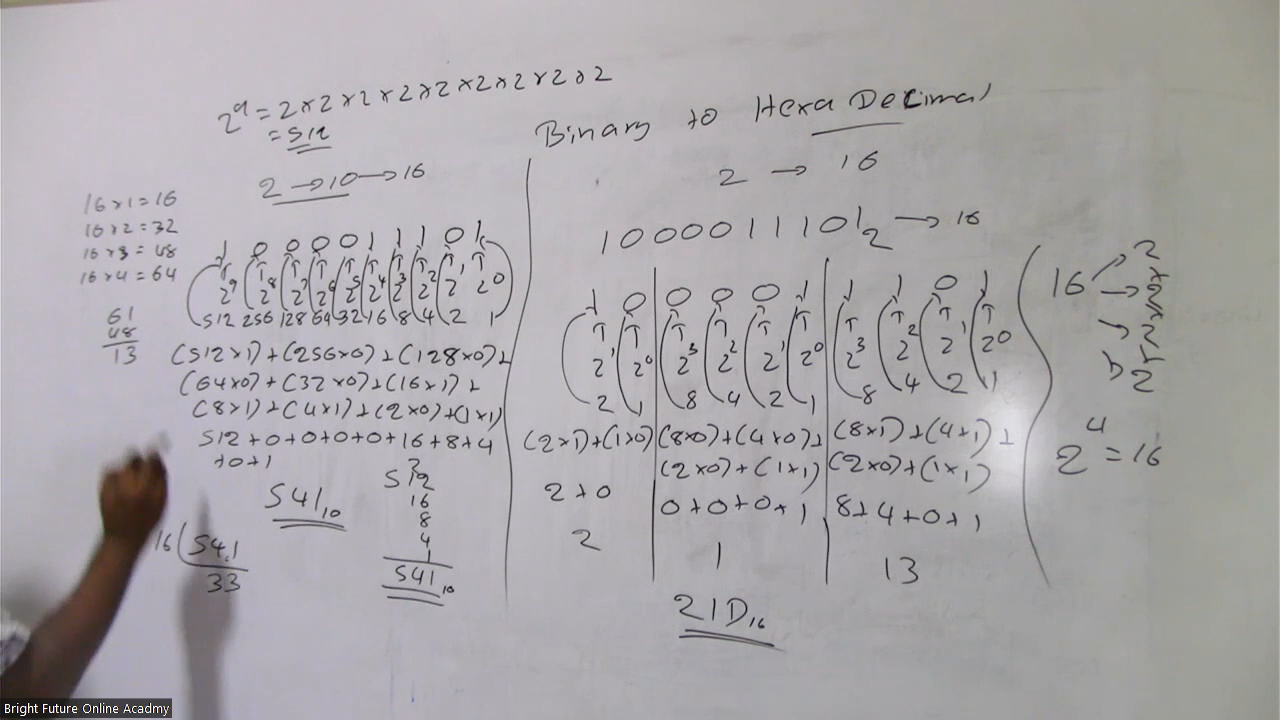 2⁹ = 2×2×2×2×2×2×2×2×2
= 512
Binary to Hexa Decimal
2 → 10 → 16
2 → 16
16×1=16
16×2=32
16×3=48
16×4=64
61
48
13
1 0 0 0 0 1 1 1 0 1
2⁹ 2⁸ 2⁷ 2⁶ 2⁵ 2⁴ 2³ 2² 2¹ 2⁰
512 256 128 64 32 16 8 4 2 1
(512×1)+(256×0)+(128×0)+
(64×0)+(32×0)+(16×1)+
(8×1)+(4×1)+(2×0)+(1×1)
512+0+0+0+0+16+8+4
+0+1
541₁₀
512
16
8
4
1
541₁₀
16 541
33
1000011101₂ → 16
1 0 0 0 0 1 1 1 0 1
2¹ 2⁰ 2³ 2² 2¹ 2⁰ 2³ 2² 2¹ 2⁰
2 1 8 4 2 1 8 4 2 1
(2×1)+(1×0) (8×0)+(4×0)+ (8×1)+(4×1)+
(2×0)+(1×1) (2×0)+(1×1)
2+0 0+0+0+1 8+4+0+1
2 1 13
21D₁₆
16 → 2
×
→ 2
×
→ 2
×
2
2⁴ = 16
Bright Future Online Acadmy